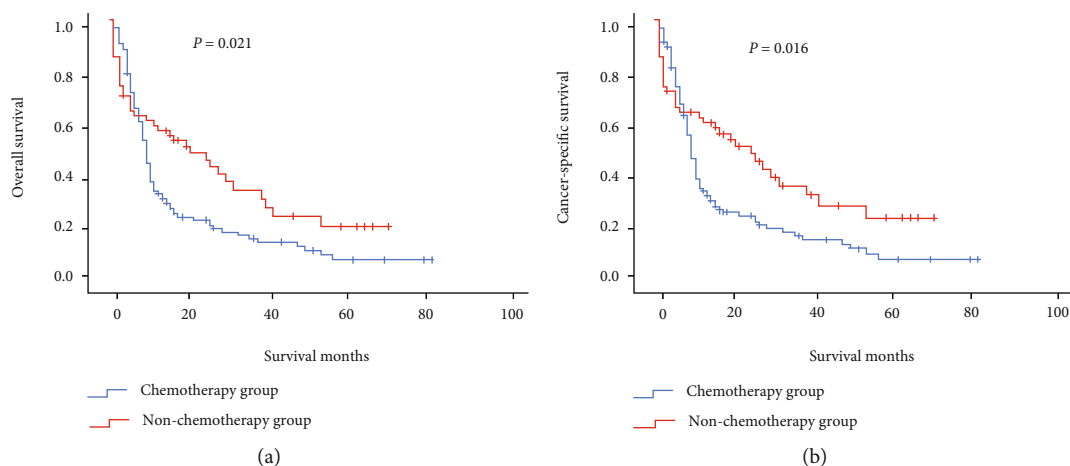 1.0
P = 0.021
0.8
0.6
Overall survival
0.4
0.2
0.0
0 20 40 60 80 100
Survival months
Chemotherapy group
Non-chemotherapy group
(a)
1.0
P = 0.016
0.8
0.6
Cancer-specific survival
0.4
0.2
0.0
0 20 40 60 80 100
Survival months
Chemotherapy group
Non-chemotherapy group
(b)